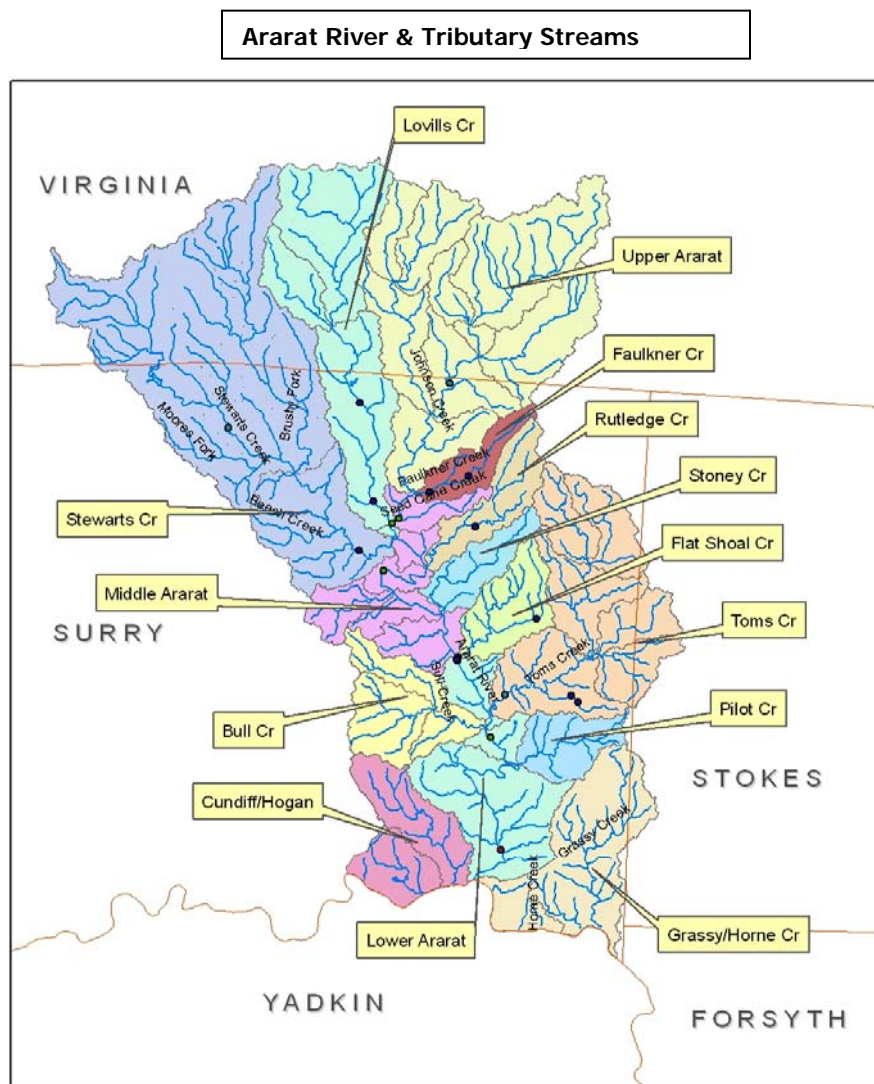 Ararat River & Tributary Streams
Lovills Cr
VIRGINIA
Upper Ararat
Faulkner Cr
Johnson Creek
Rutledge Cr
Brushy Fork
Stewarts Creek
Moores Fork
Faulkner Creek
Stoney Cr
Seed Cane Creek
Beech Creek
Stewarts Cr
Flat Shoal Cr
Middle Ararat
Toms Cr
SURRY
Ararat River
Toms Creek
Bull Creek
Pilot Cr
Bull Cr
STOKES
Cundiff/Hogan
Grassy Creek
Horne Creek
Lower Ararat
Grassy/Horne Cr
YADKIN
FORSYTH